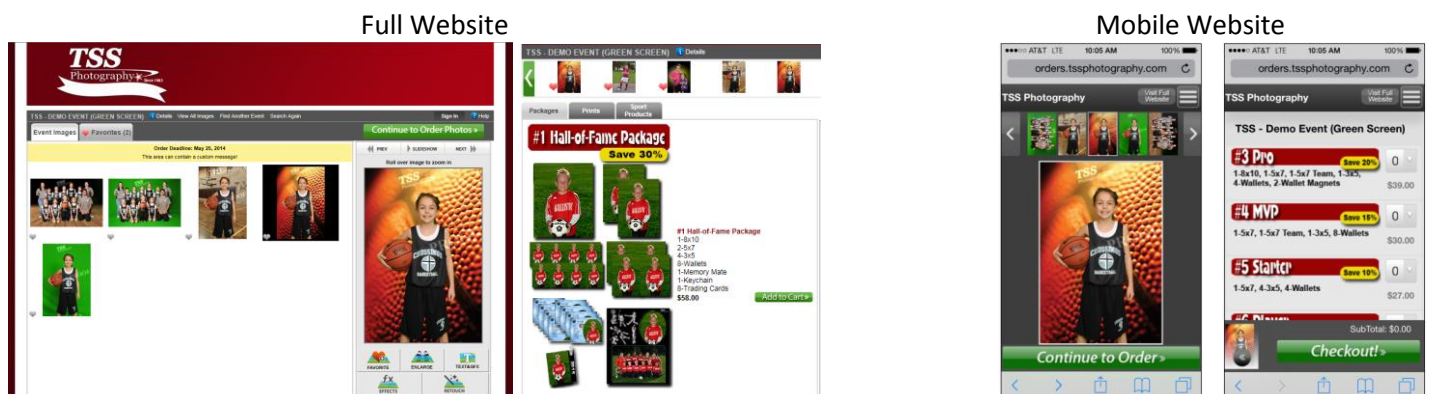 Full Website
Mobile Website
TSS
Photography
Since 1983
TSS - DEMO EVENT (GREEN SCREEN) Details View All Images Find Another Event Search Again Sign In Help
Event Images Favorites (2) Continue to Order Photos »
Order Deadline: May 25, 2014
This area can contain a custom message!
PREV SLIDESHOW NEXT
Roll over image to zoom in
TSS
FAVORITE ENLARGE TEXT&GFX
fx
EFFECTS RETOUCH
TSS - DEMO EVENT (GREEN SCREEN) Details
Packages Prints Sport Products
#1 Hall-of-Fame Package
Save 30%
#1 Hall-of-Fame Package
1-8x10
2-5x7
4-3x5
8-Wallets
1-Memory Mate
1-Keychain
8-Trading Cards
$58.00 Add to Cart »
AT&T LTE 10:05 AM 100%
orders.tssphotography.com
TSS Photography Visit Full Website
TSS
Continue to Order »
AT&T LTE 10:05 AM 100%
orders.tssphotography.com
TSS Photography Visit Full Website
TSS - Demo Event (Green Screen)
#3 Pro Save 20% 0
1-8x10, 1-5x7, 1-5x7 Team, 1-3x5,
4-Wallets, 2-Wallet Magnets $39.00
#4 MVP Save 15% 0
1-5x7, 1-5x7 Team, 1-3x5, 8-Wallets
$30.00
#5 Starter Save 10% 0
1-5x7, 4-3x5, 4-Wallets
$27.00
#6 Player
SubTotal: $0.00
Checkout! »